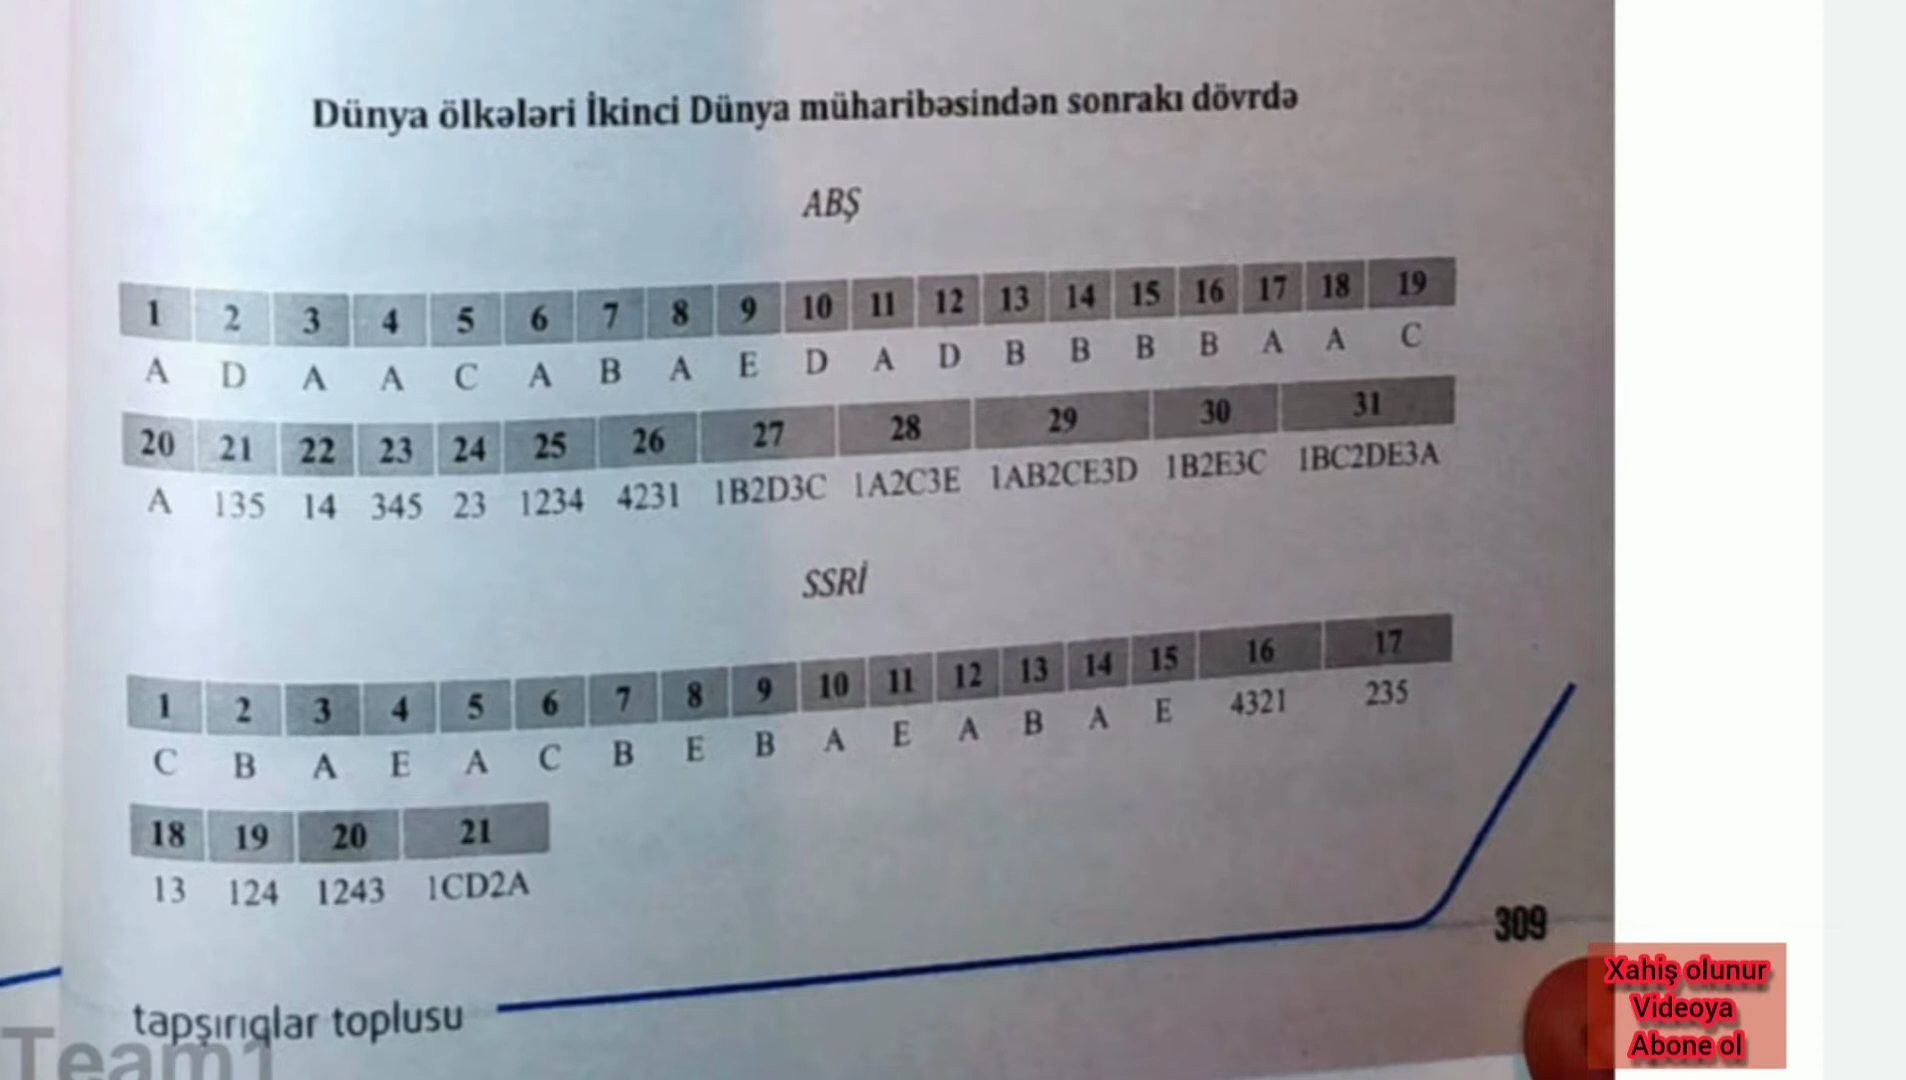 Dünya ölkələri İkinci Dünya müharibəsindən sonrakı dövrdə
ABŞ
1 2 3 4 5 6 7 8 9 10 11 12 13 14 15 16 17 18 19
A D A A C A B A E D A D B B B B A A C
20 21 22 23 24 25 26 27 28 29 30 31
A 135 14 345 23 1234 4231 1B2D3C 1A2C3E 1AB2CE3D 1B2E3C 1BC2DE3A
SSRİ
1 2 3 4 5 6 7 8 9 10 11 12 13 14 15 16 17
C B A E A C B E B A E A B A E 4321 235
18 19 20 21
13 124 1243 1CD2A
309
tapşırıqlar toplusu
Team1
Xahiş olunur
Videoya
Abone ol